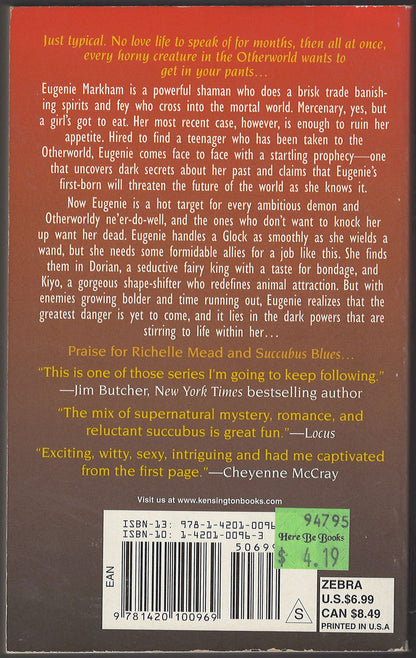 Just typical. No love life to speak of for months, then all at once,
every horny creature in the Otherworld wants to
get in your pants...
Eugenie Markham is a powerful shaman who does a brisk trade banish-
ing spirits and fey who cross into the mortal world. Mercenary, yes, but
a girl's got to eat. Her most recent case, however, is enough to ruin her
appetite. Hired to find a teenager who has been taken to the
Otherworld, Eugenie comes face to face with a startling prophecy—one
that uncovers dark secrets about her past and claims that Eugenie's
first-born will threaten the future of the world as she knows it.
Now Eugenie is a hot target for every ambitious demon and
Otherworldy ne'er-do-well, and the ones who don't want to knock her
up want her dead. Eugenie handles a Glock as smoothly as she wields a
wand, but she needs some formidable allies for a job like this. She finds
them in Dorian, a seductive fairy king with a taste for bondage, and
Kiyo, a gorgeous shape-shifter who redefines animal attraction. But with
enemies growing bolder and time running out, Eugenie realizes that the
greatest danger is yet to come, and it lies in the dark powers that are
stirring to life within her...
Praise for Richelle Mead and Succubus Blues...
"This is one of those series I'm going to keep following."
—Jim Butcher, New York Times bestselling author
"The mix of supernatural mystery, romance, and
reluctant succubus is great fun."—Locus
"Exciting, witty, sexy, intriguing and had me captivated
from the first page."—Cheyenne McCray
Visit us at www.kensingtonbooks.com
ISBN-13: 978-1-4201-0096
ISBN-10: 1-4201-0096-3
5069
94795
Here Be Books
$ 4.19
EAN
9 781420 100969
S
ZEBRA
U.S.$6.99
CAN $8.49
PRINTED IN U.S.A